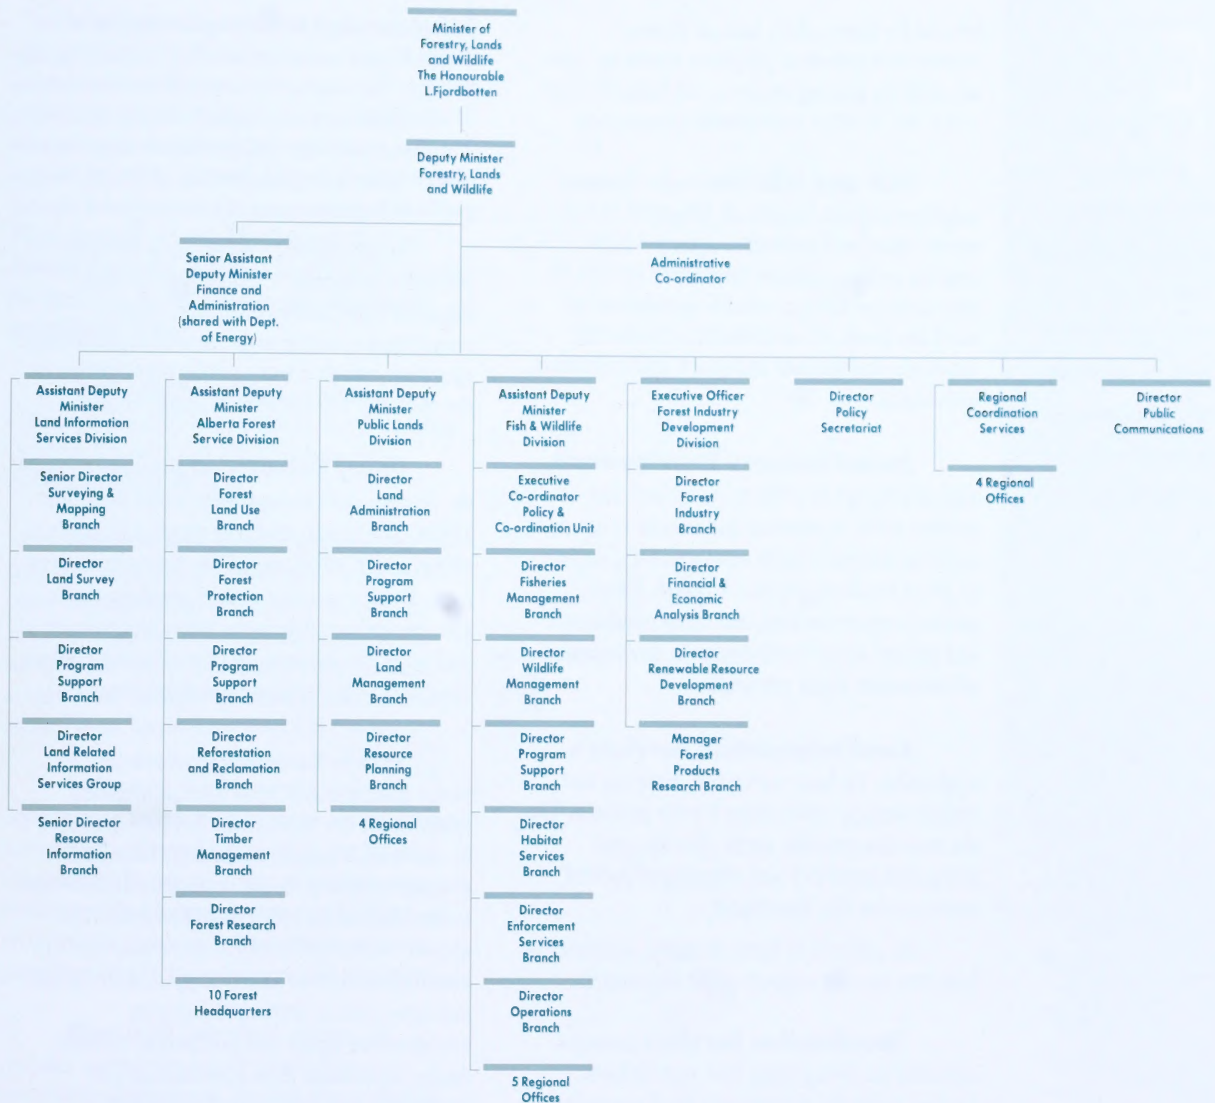 Minister of
Forestry, Lands
and Wildlife
The Honourable
L.Fjordbotten
Deputy Minister
Forestry, Lands
and Wildlife
Senior Assistant
Deputy Minister
Finance and
Administration
(shared with Dept.
of Energy)
Administrative
Co-ordinator
Assistant Deputy
Minister
Land Information
Services Division
Senior Director
Surveying &
Mapping
Branch
Director
Land Survey
Branch
Director
Program
Support
Branch
Director
Land Related
Information
Services Group
Senior Director
Resource
Information
Branch
Assistant Deputy
Minister
Alberta Forest
Service Division
Director
Forest
Land Use
Branch
Director
Forest
Protection
Branch
Director
Program
Support
Branch
Director
Reforestation
and Reclamation
Branch
Director
Timber
Management
Branch
Director
Forest Research
Branch
10 Forest
Headquarters
Assistant Deputy
Minister
Public Lands
Division
Director
Land
Administration
Branch
Director
Program
Support
Branch
Director
Land
Management
Branch
Director
Resource
Planning
Branch
4 Regional
Offices
Assistant Deputy
Minister
Fish & Wildlife
Division
Executive
Co-ordinator
Policy &
Co-ordination Unit
Director
Fisheries
Management
Branch
Director
Wildlife
Management
Branch
Director
Program
Support
Branch
Director
Habitat
Services
Branch
Director
Enforcement
Services
Branch
Director
Operations
Branch
5 Regional
Offices
Executive Officer
Forest Industry
Development
Division
Director
Forest
Industry
Branch
Director
Financial &
Economic
Analysis Branch
Director
Renewable Resource
Development
Branch
Manager
Forest
Products
Research Branch
Director
Policy
Secretariat
Regional
Coordination
Services
4 Regional
Offices
Director
Public
Communications